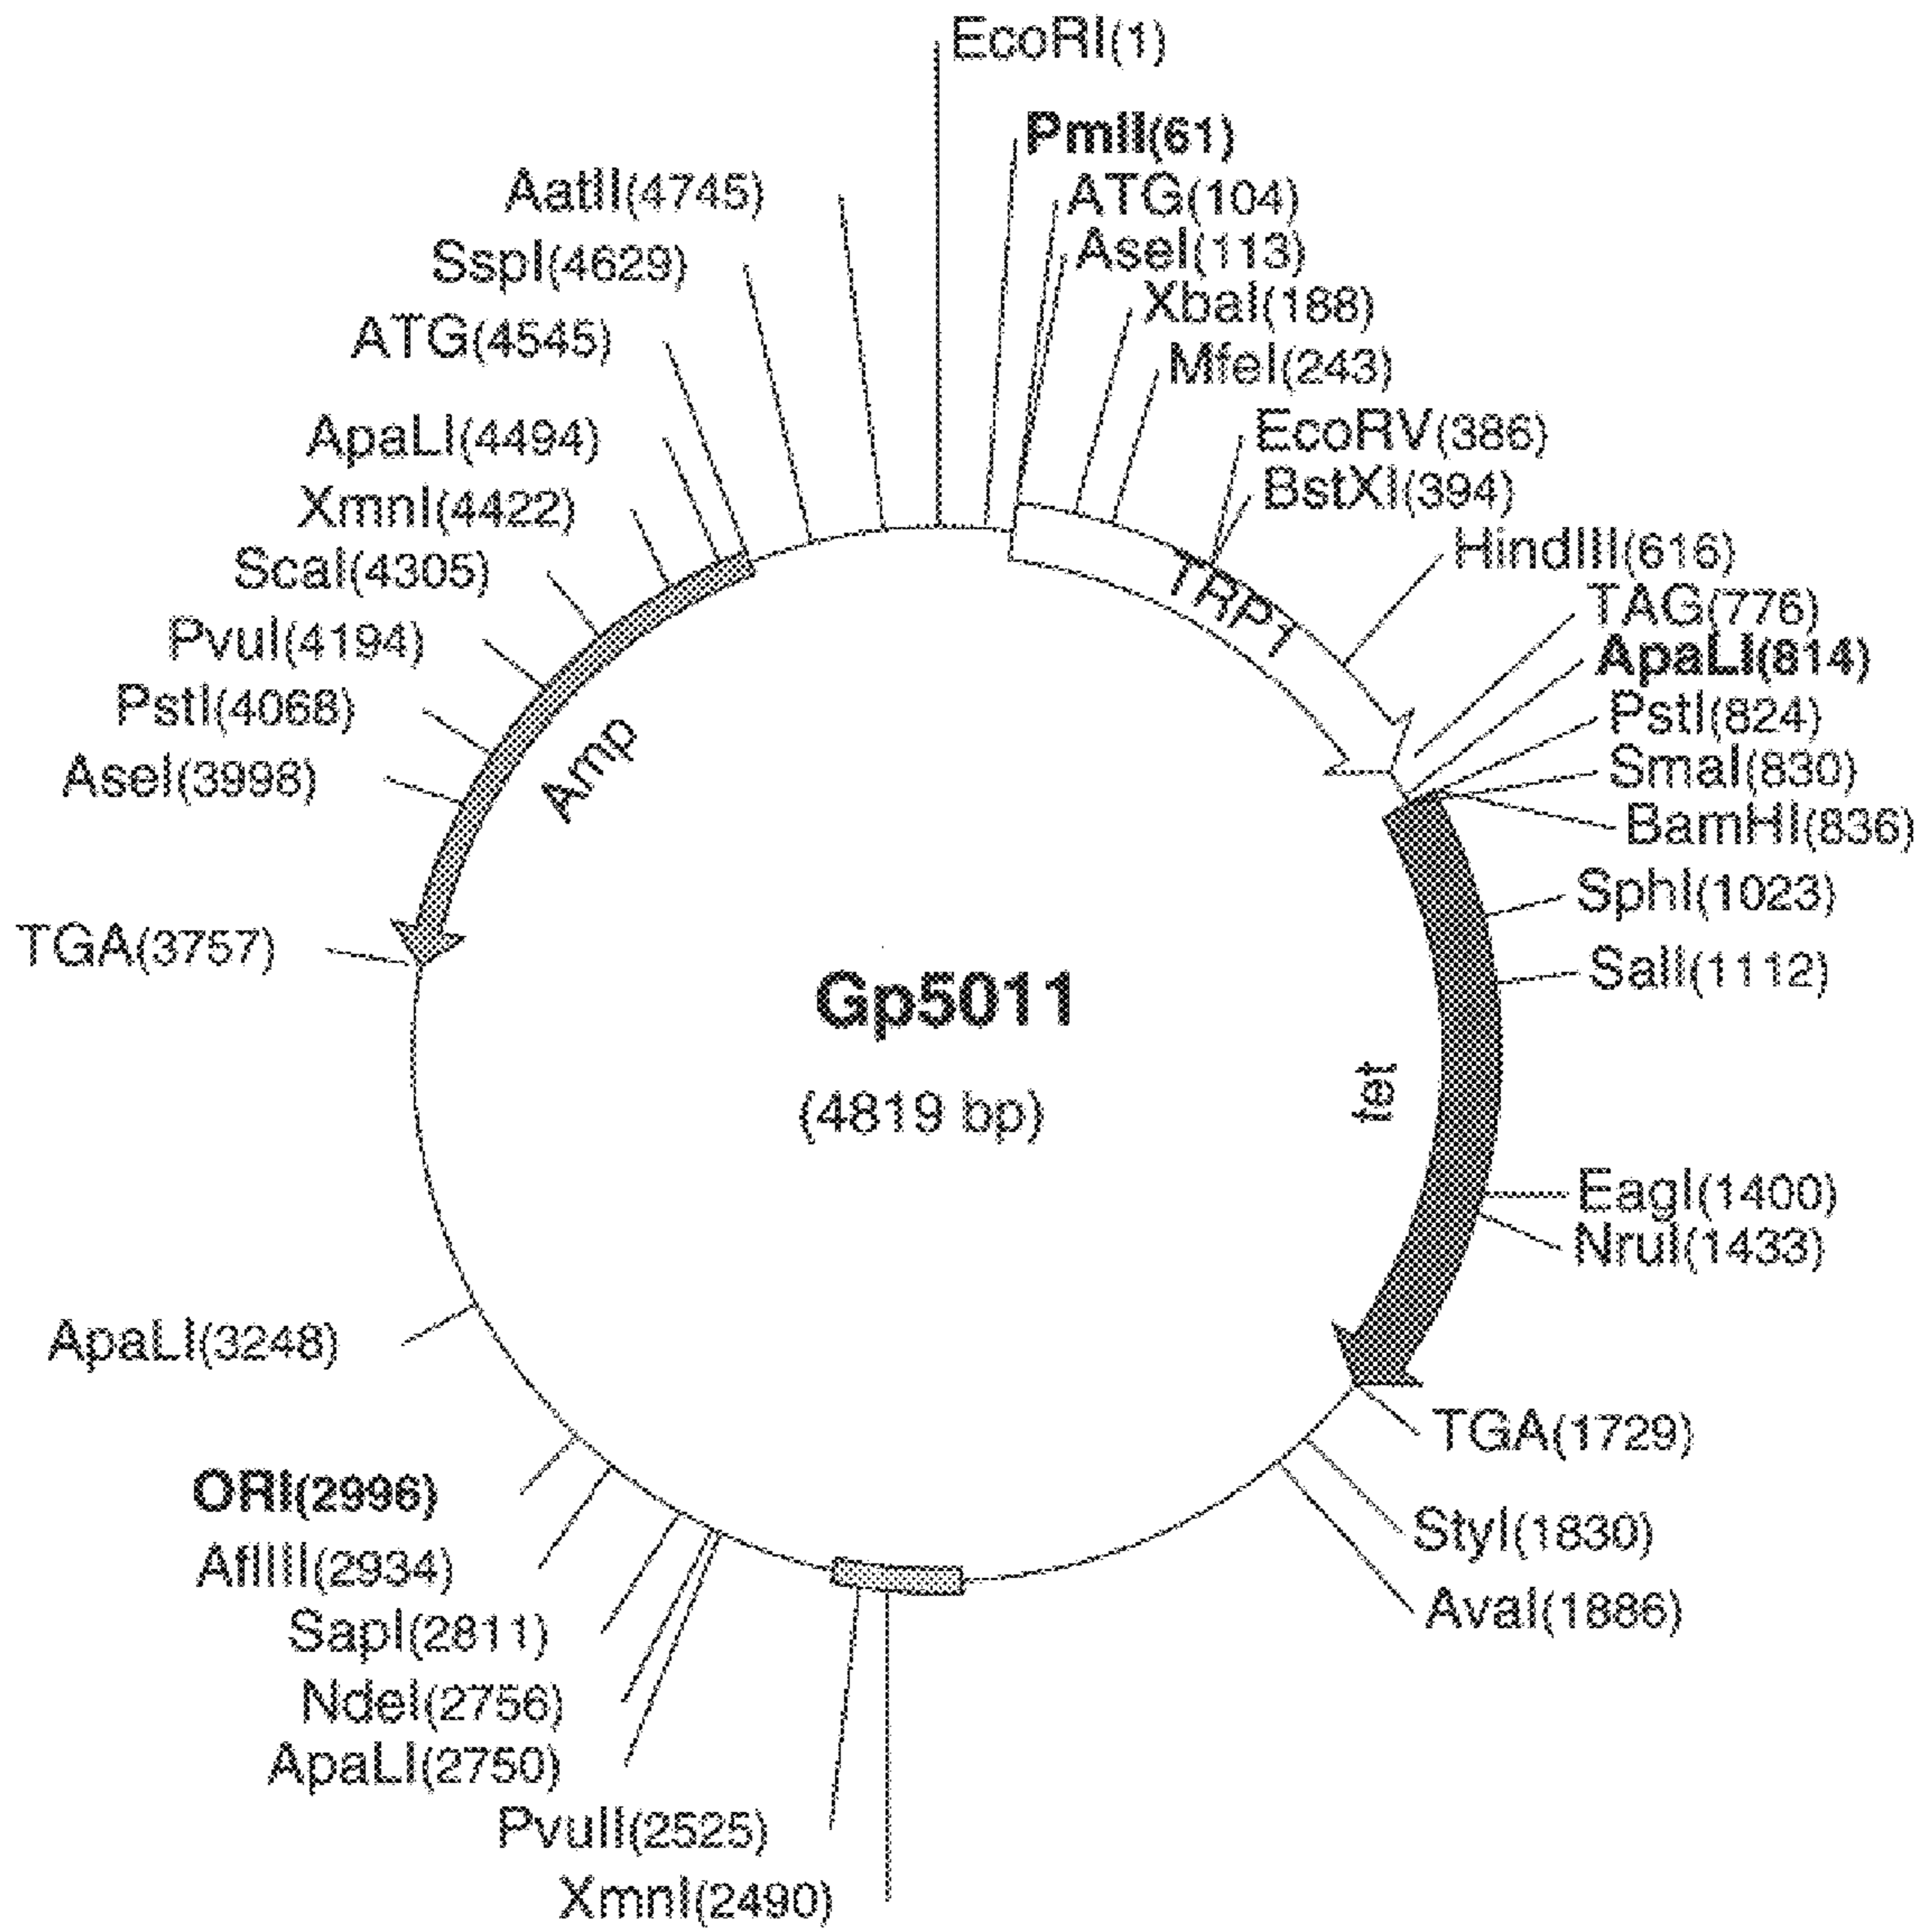 EcoRI(1)
PmlI(61)
ATG(104)
AseI(113)
XbaI(188)
MfeI(243)
EcoRV(386)
BstXI(394)
HindIII(616)
TAG(776)
ApaLI(814)
PstI(824)
SmaI(830)
BamHI(836)
SphI(1023)
SalI(1112)
EagI(1400)
NruI(1433)
TGA(1729)
StyI(1830)
AvaI(1886)
XmnI(2490)
PvuII(2525)
ApaLI(2750)
NdeI(2756)
SapI(2811)
AflIII(2934)
ORI(2996)
ApaLI(3248)
TGA(3757)
AseI(3998)
PstI(4068)
PvuI(4194)
ScaI(4305)
XmnI(4422)
ApaLI(4494)
ATG(4545)
SspI(4629)
AatII(4745)
TRP1
tet
Amp
Gp5011
(4819 bp)